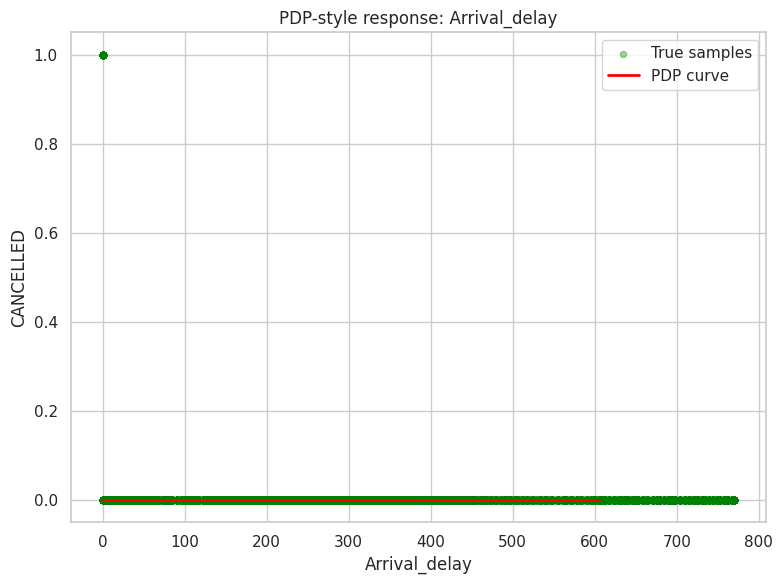 PDP-style response: Arrival_delay
True samples
PDP curve
1.0
0.8
0.6
0.4
0.2
0.0
CANCELLED
0 100 200 300 400 500 600 700 800
Arrival_delay